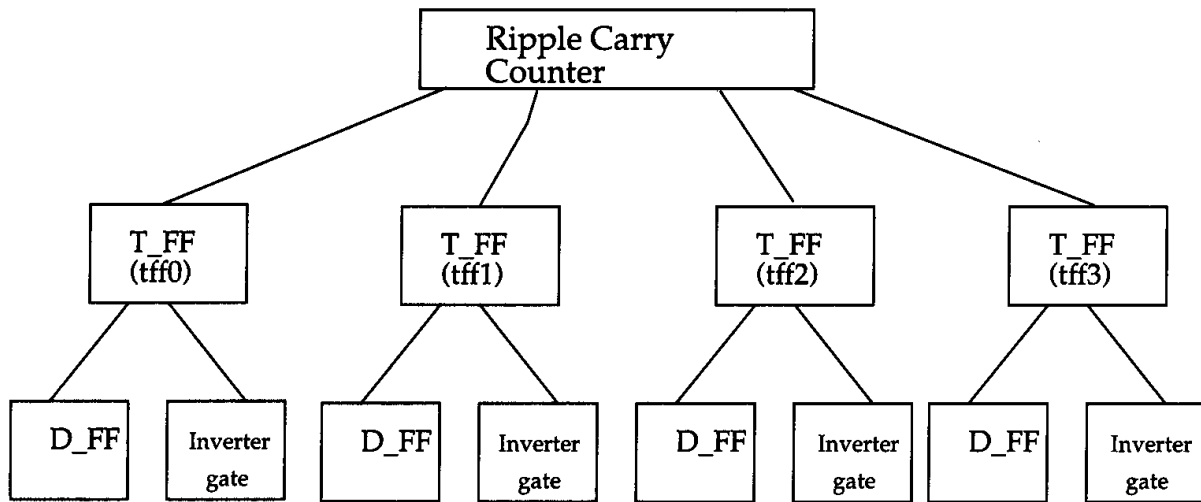 Ripple Carry
Counter
T_FF
(tff0)
T_FF
(tff1)
T_FF
(tff2)
T_FF
(tff3)
D_FF
Inverter
gate
D_FF
Inverter
gate
D_FF
Inverter
gate
D_FF
Inverter
gate